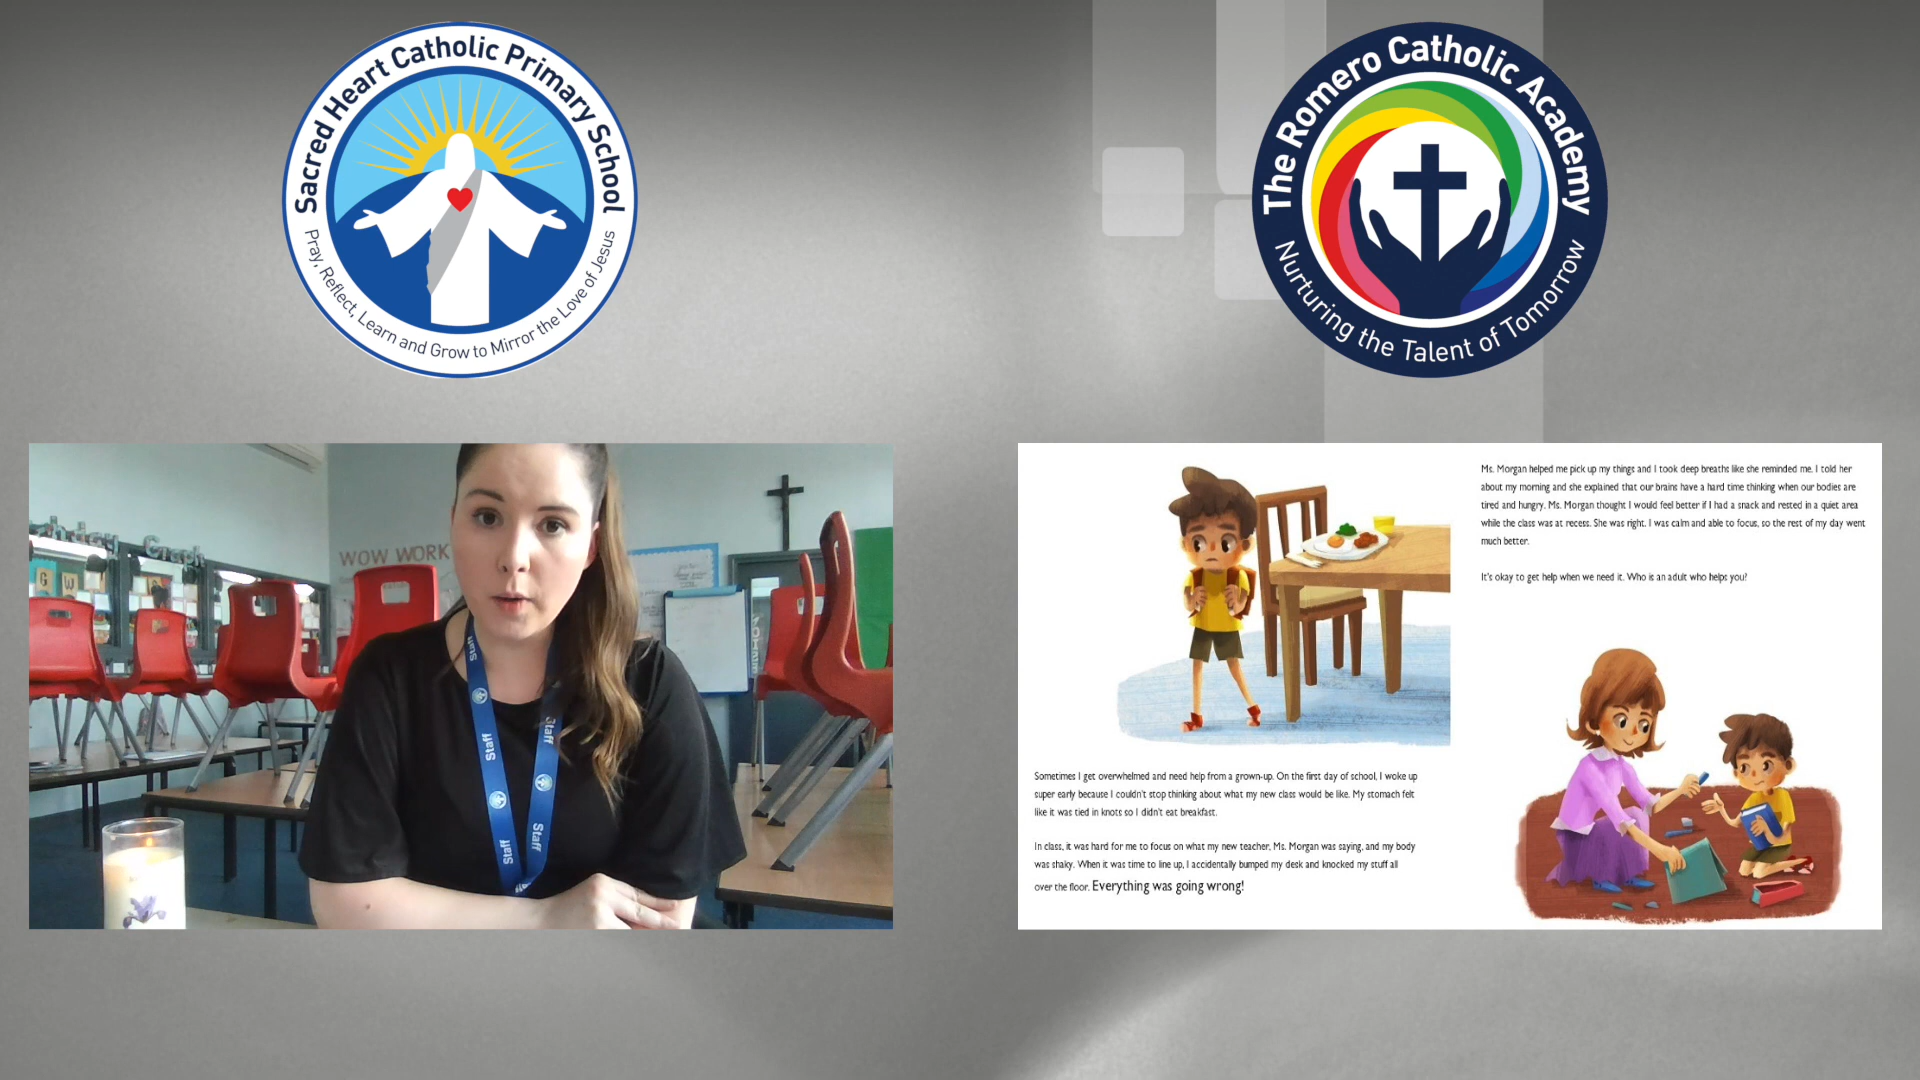 Sacred Heart Catholic Primary School
Pray, Reflect, Learn and Grow to Mirror the Love of Jesus
The Romero Catholic Academy
Nurturing the Talent of Tomorrow
WOW WORK
G
W
Staff
Staff
Staff
Staff
Staff
Sometimes I get overwhelmed and need help from a grown-up. On the first day of school, I woke up
super early because I couldn't stop thinking about what my new class would be like. My stomach felt
like it was tied in knots so I didn't eat breakfast.
In class, it was hard for me to focus on what my new teacher, Ms. Morgan was saying, and my body
was shaky. When it was time to line up, I accidentally bumped my desk and knocked my stuff all
over the floor. Everything was going wrong!
Ms. Morgan helped me pick up my things and I took deep breaths like she reminded me. I told her
about my morning and she explained that our brains have a hard time thinking when our bodies are
tired and hungry. Ms. Morgan thought I would feel better if I had a snack and rested in a quiet area
while the class was at recess. She was right. I was calm and able to focus, so the rest of my day went
much better.
It's okay to get help when we need it. Who is an adult who helps you?